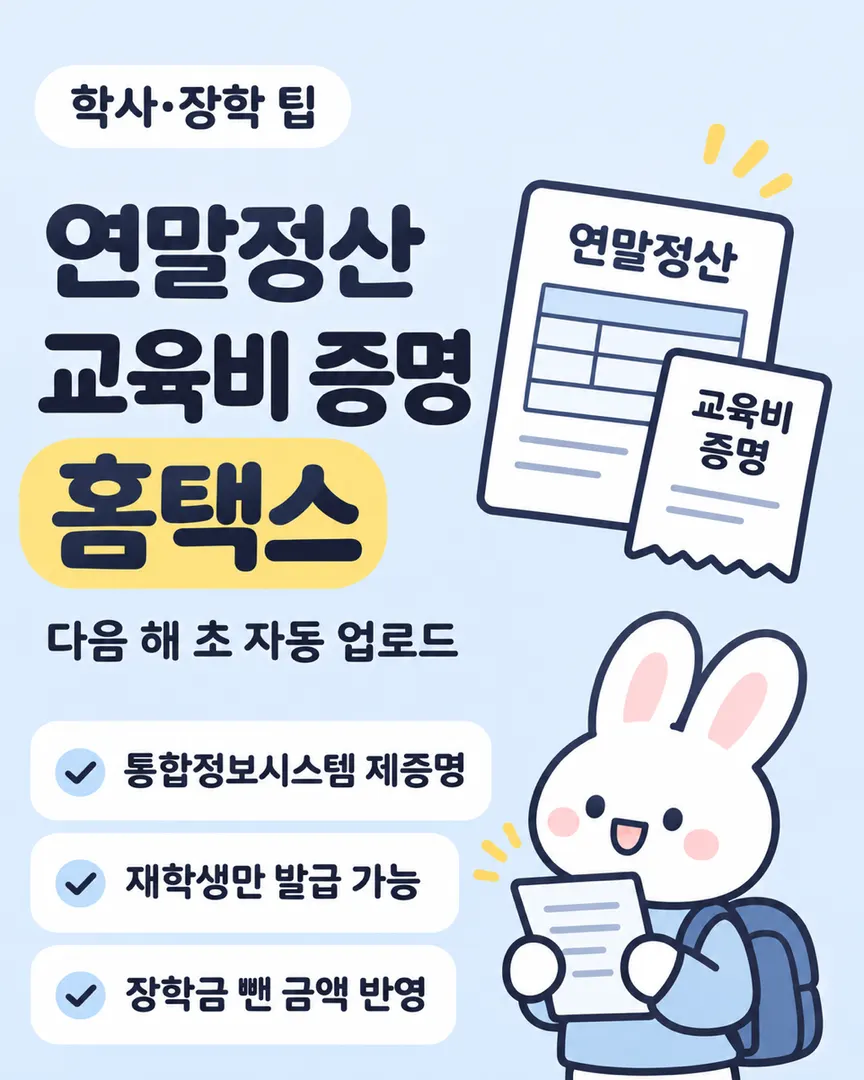 학사·장학 팁
연말정산
교육비 증명
홈택스
다음 해 초 자동 업로드
연말정산
교육비
증명
통합정보시스템 제증명
재학생만 발급 가능
장학금 뺀 금액 반영